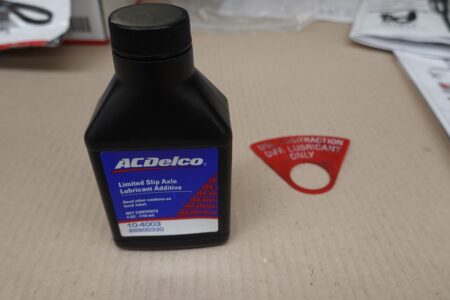 ACDelco®
Limited Slip Axle
Lubricant Additive
Read other cautions on
back label.
NET CONTENTS
4 OZ. (118 ml)
10-4003
88900330
USE
TRACTION
DIFF. LUBRICANT
ONLY